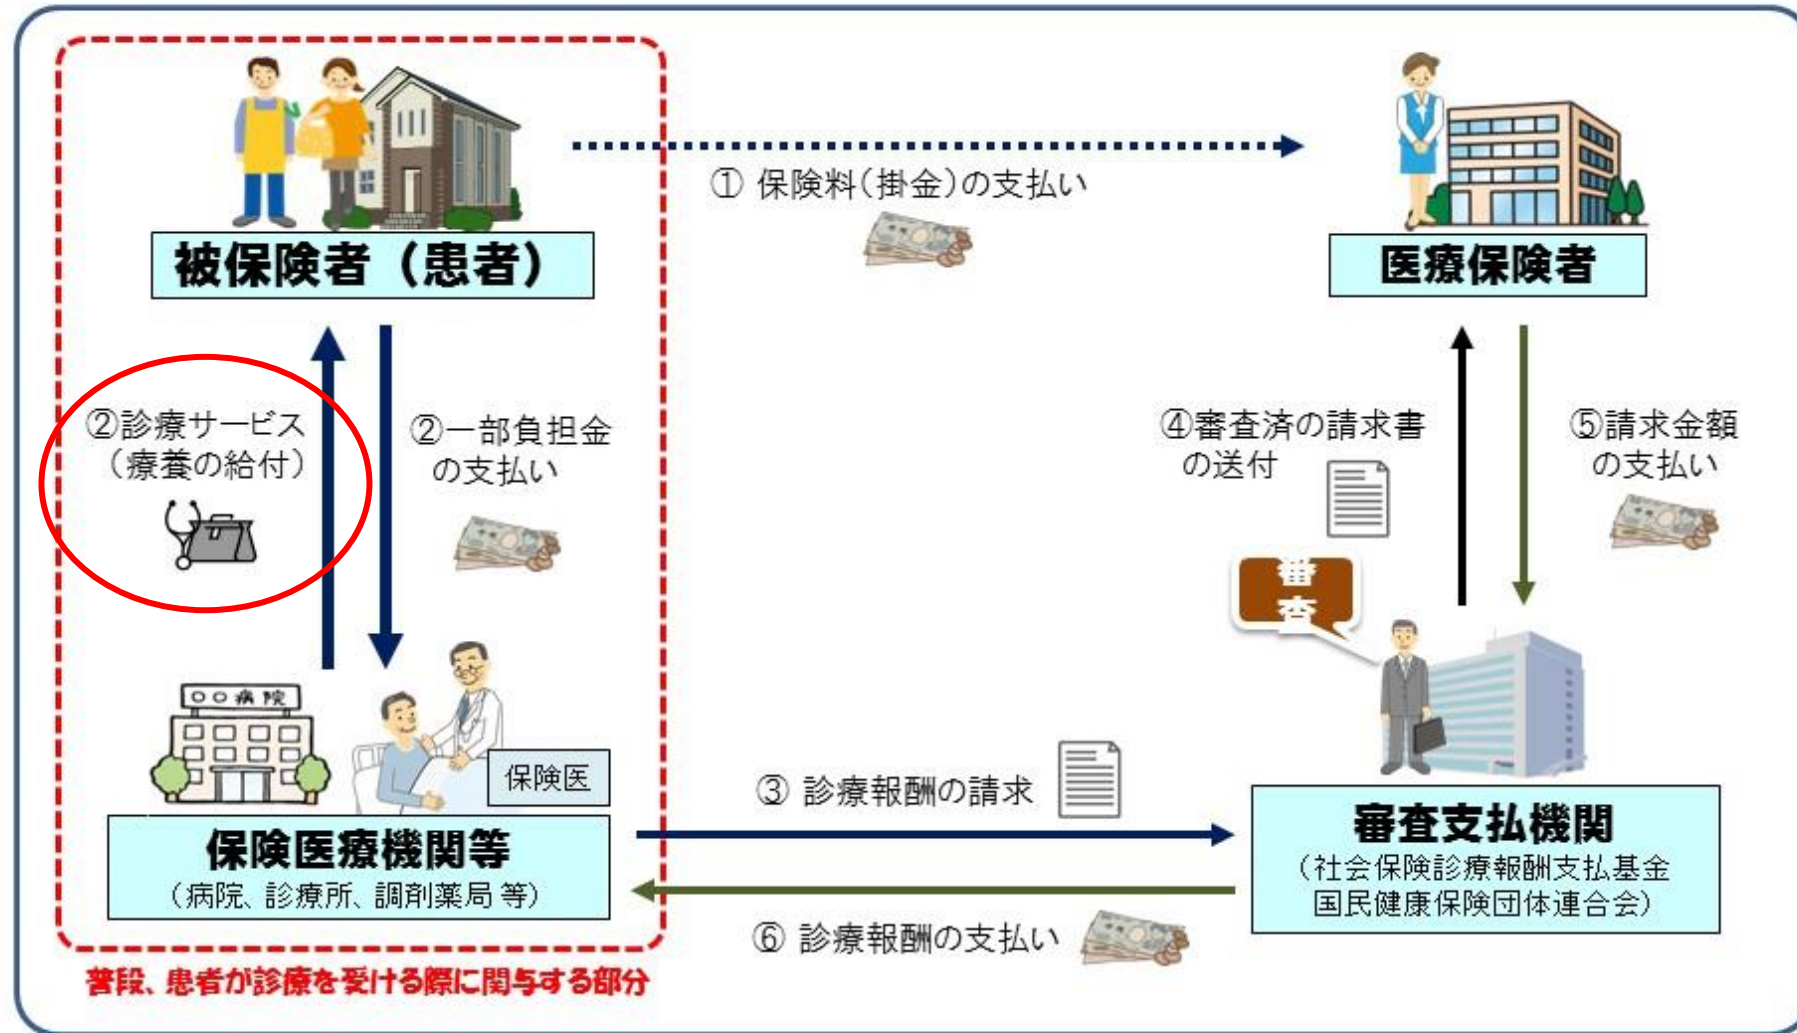 ① 保険料(掛金)の支払い
被保険者(患者)
医療保険者
②診療サービス
(療養の給付)
②一部負担金
の支払い
④審査済の請求書
の送付
⑤請求金額
の支払い
審
査
〇〇病院
保険医
保険医療機関等
(病院、診療所、調剤薬局 等)
③ 診療報酬の請求
⑥ 診療報酬の支払い
審査支払機関
(社会保険診療報酬支払基金
国民健康保険団体連合会)
普段、患者が診療を受ける際に関与する部分